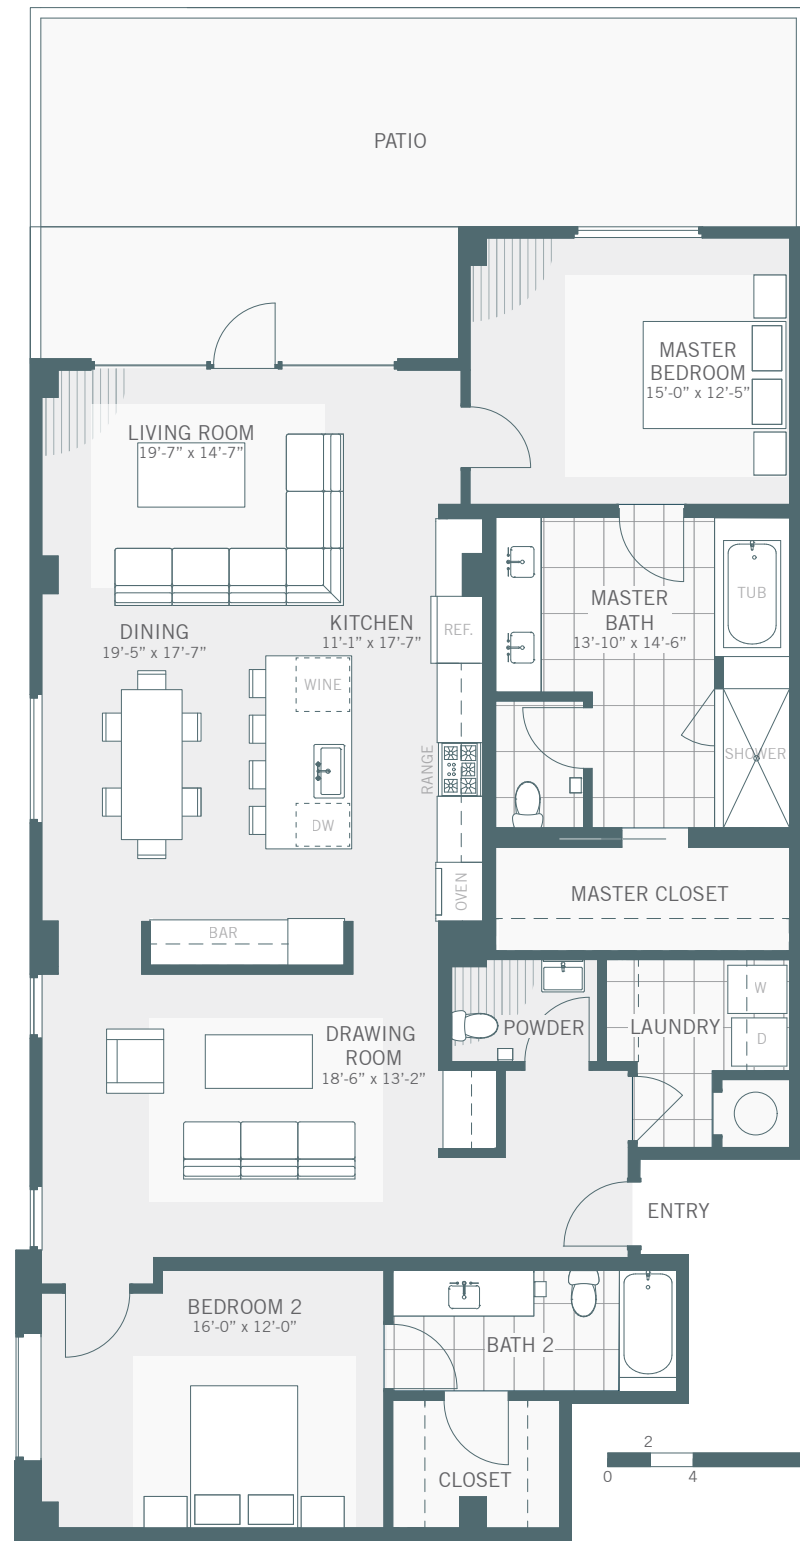 PATIO
MASTER
BEDROOM
15'-0” x 12'-5”
LIVING ROOM
19'-7” x 14'-7”
DINING
19'-5” x 17'-7”
KITCHEN
11'-1” x 17'-7”
REF.
MASTER
BATH
13'-10” x 14'-6”
TUB
WINE
RANGE
SHOWER
DW
OVEN
MASTER CLOSET
BAR
DRAWING
ROOM
18'-6” x 13'-2”
POWDER
LAUNDRY
W
D
ENTRY
BEDROOM 2
16'-0” x 12'-0”
BATH 2
CLOSET
2
0
4